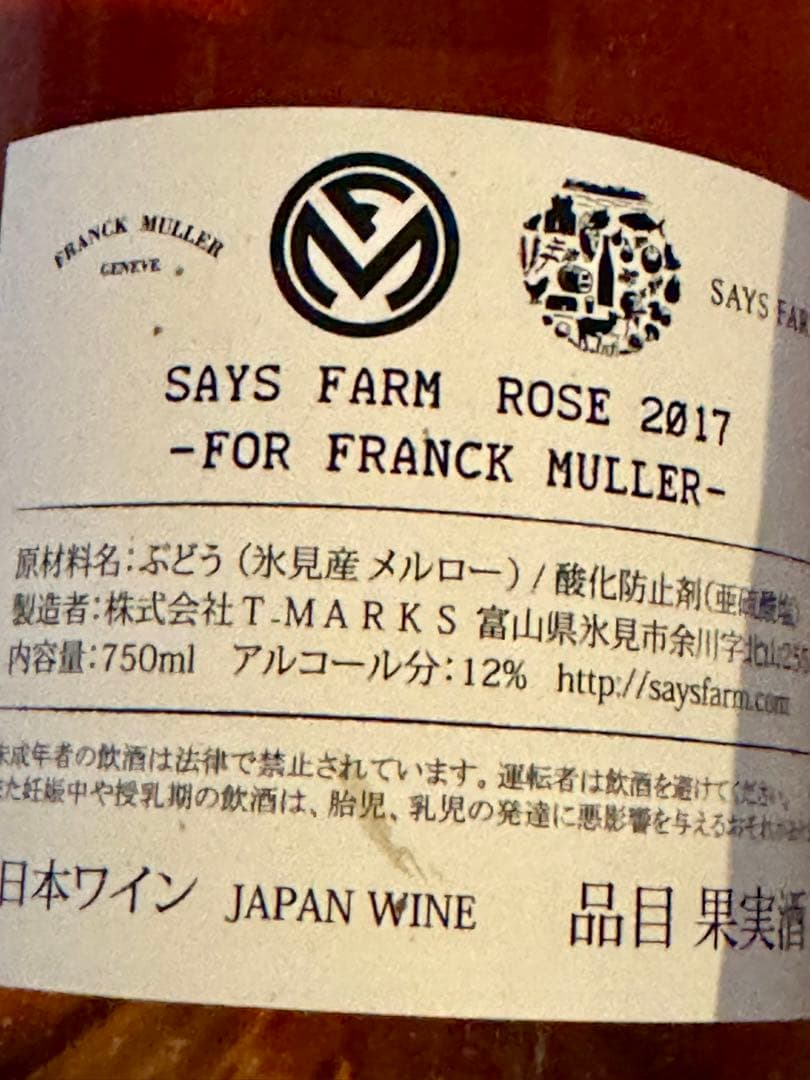 FRANCK MULLER
GENEVE
SAYS FAR
SAYS FARM ROSE 2017
-FOR FRANCK MULLER-
原材料名:ぶどう(氷見産メルロー)/酸化防止剤(亜硫酸塩)
製造者:株式会社T-MARKS 富山県氷見市余川字北山255
内容量:750ml アルコール分:12% http://saysfarm.com
未成年者の飲酒は法律で禁止されています。運転者は飲酒を避けてください。
た妊娠中や授乳期の飲酒は、胎児、乳児の発達に悪影響を与えるおそれが
日本ワイン JAPAN WINE 品目 果実酒